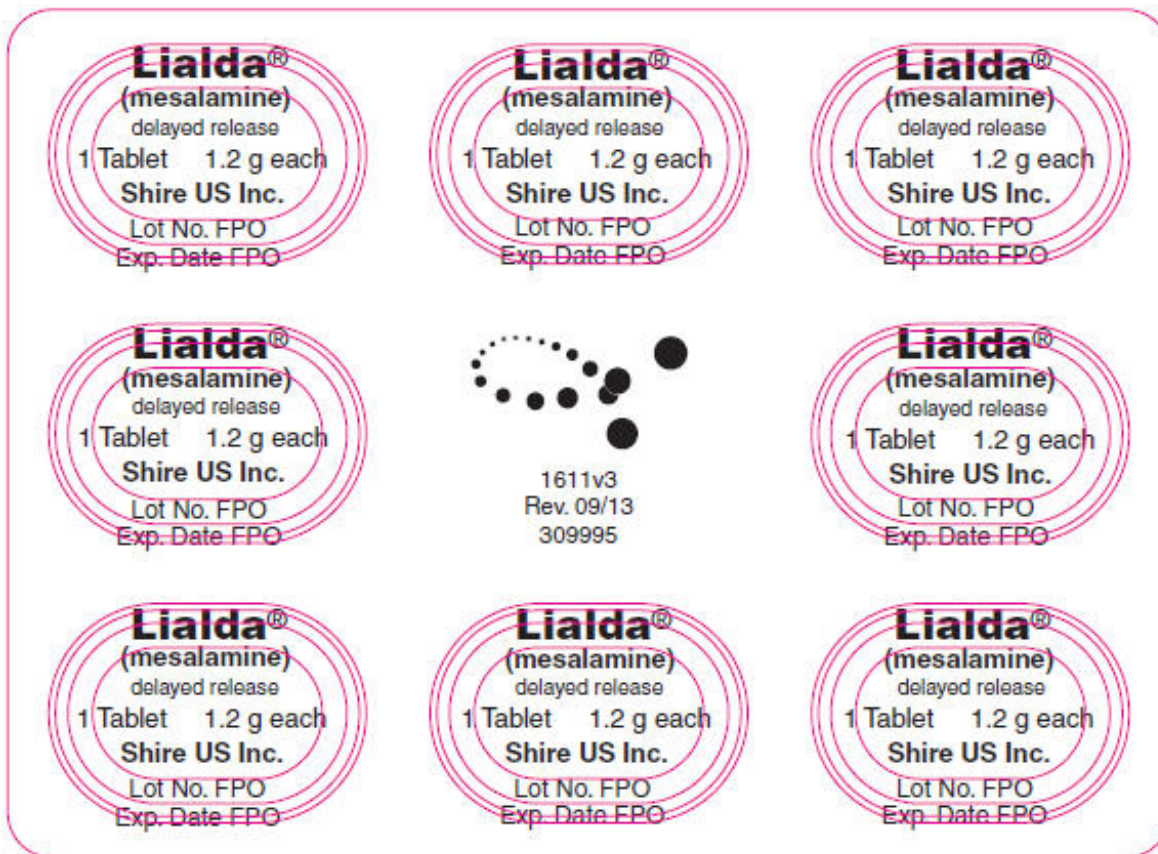 Lialda®
(mesalamine)
delayed release
1 Tablet 1.2 g each
Shire US Inc.
Lot No. FPO
Exp. Date FPO
Lialda®
(mesalamine)
delayed release
1 Tablet 1.2 g each
Shire US Inc.
Lot No. FPO
Exp. Date FPO
Lialda®
(mesalamine)
delayed release
1 Tablet 1.2 g each
Shire US Inc.
Lot No. FPO
Exp. Date FPO
Lialda®
(mesalamine)
delayed release
1 Tablet 1.2 g each
Shire US Inc.
Lot No. FPO
Exp. Date FPO
1611v3
Rev. 09/13
309995
Lialda®
(mesalamine)
delayed release
1 Tablet 1.2 g each
Shire US Inc.
Lot No. FPO
Exp. Date FPO
Lialda®
(mesalamine)
delayed release
1 Tablet 1.2 g each
Shire US Inc.
Lot No. FPO
Exp. Date FPO
Lialda®
(mesalamine)
delayed release
1 Tablet 1.2 g each
Shire US Inc.
Lot No. FPO
Exp. Date FPO
Lialda®
(mesalamine)
delayed release
1 Tablet 1.2 g each
Shire US Inc.
Lot No. FPO
Exp. Date FPO